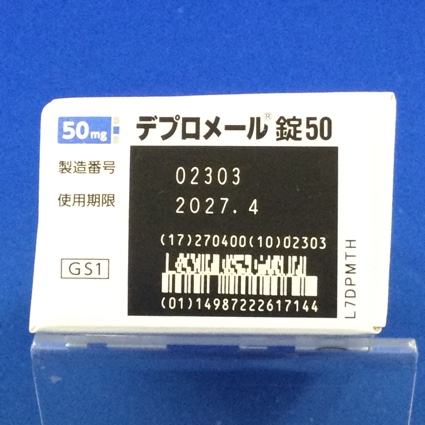 50mg デプロメール® 錠50
製造番号 02303
使用期限 2027.4
(17)270400(10)02303
GS1
(01)14987222617144
L7DPMTH